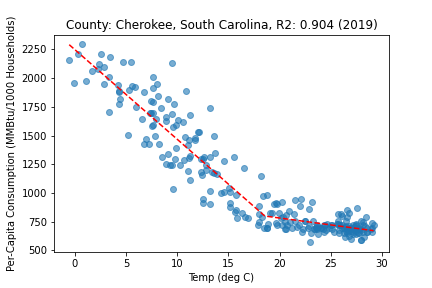 County: Cherokee, South Carolina, R2: 0.904 (2019)
Per-Capita Consumption (MMBtu/1000 Households)
2250
2000
1750
1500
1250
1000
750
500
0 5 10 15 20 25 30
Temp (deg C)